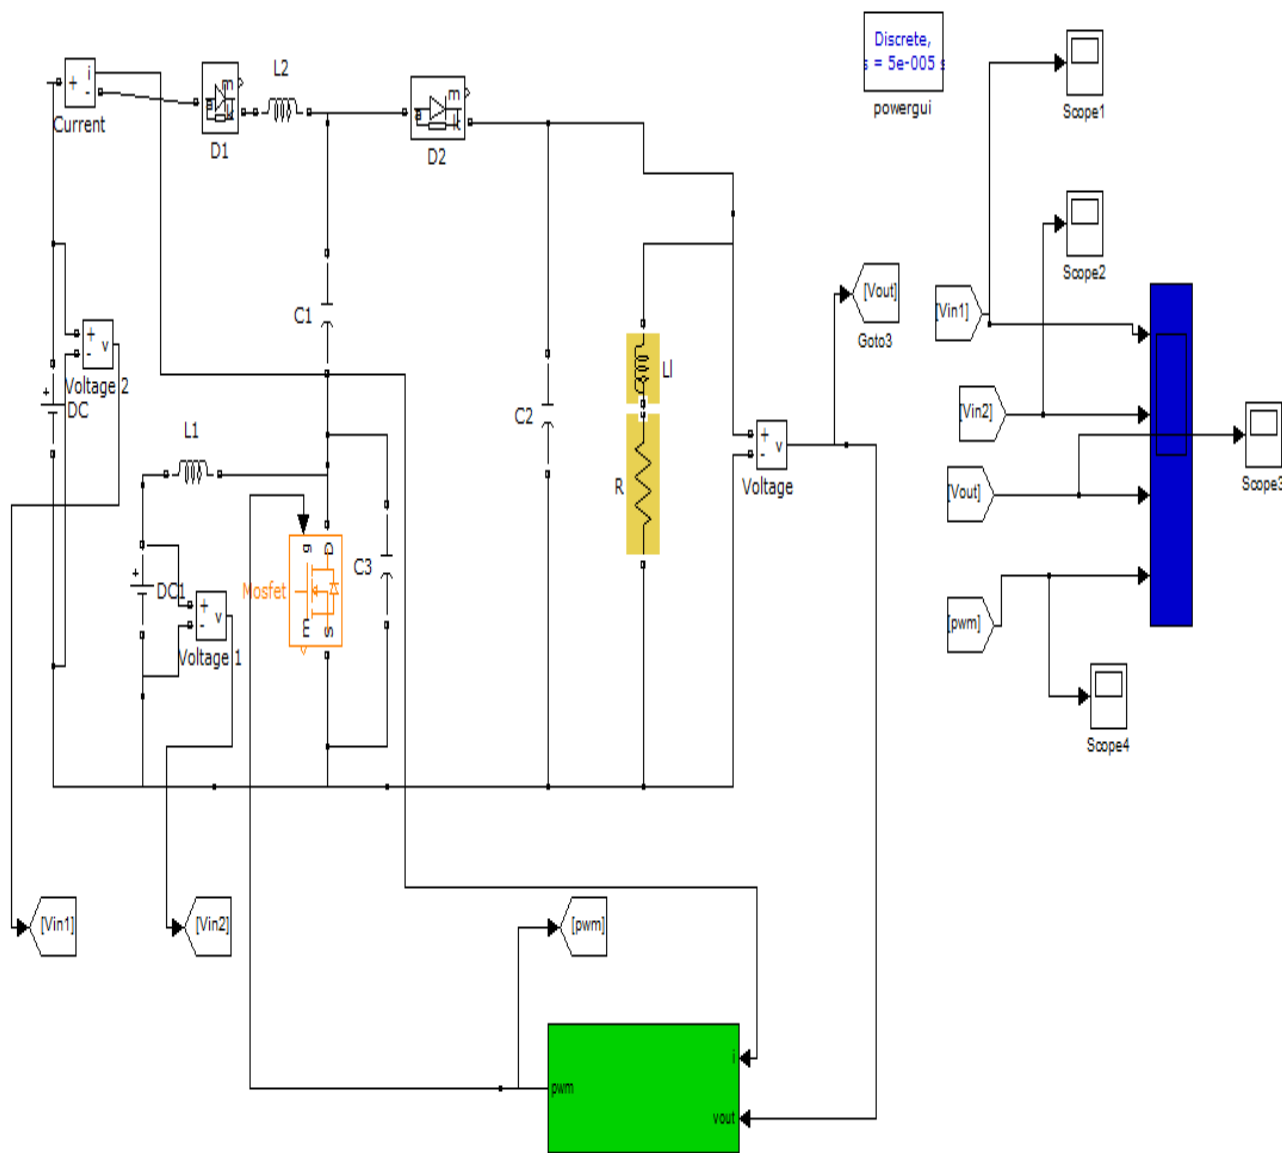 Discrete,
s = 5e-005 s
powergui
i
+
-
Current
m
a
k
D1
L2
m
a
k
D2
Scope1
Scope2
[Vin1]
[Vin2]
[Vout]
[pwm]
Scope3
Scope4
C1
+
-
v
Voltage 2
+
DC
L1
C2
Ll
R
[Vout]
Goto3
+
-
v
Voltage
g
D
Mosfet
m
S
C3
+
DC1
+
-
v
Voltage 1
[Vin1]
[Vin2]
[pwm]
i
pwm
vout